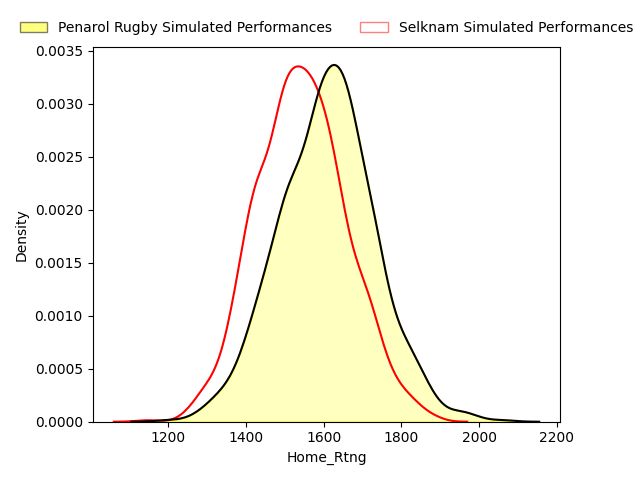 Penarol Rugby Simulated Performances
Selknam Simulated Performances
0.0035
0.0030
0.0025
0.0020
0.0015
0.0010
0.0005
0.0000
Density
1200 1400 1600 1800 2000 2200
Home_Rtng